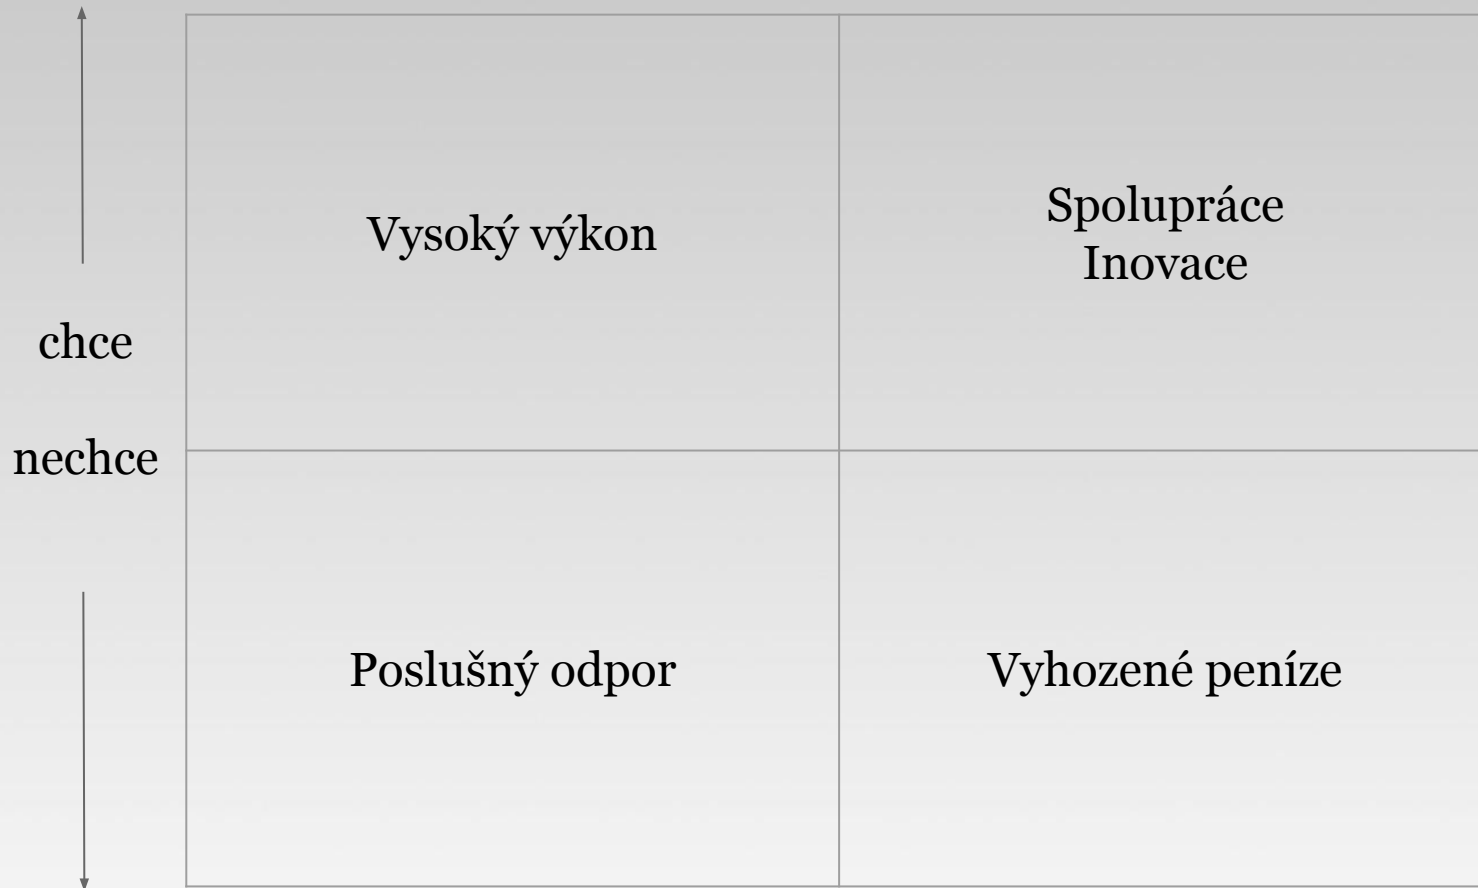 Vysoký výkon
Spolupráce
Inovace
chce
nechce
Poslušný odpor
Vyhozené peníze